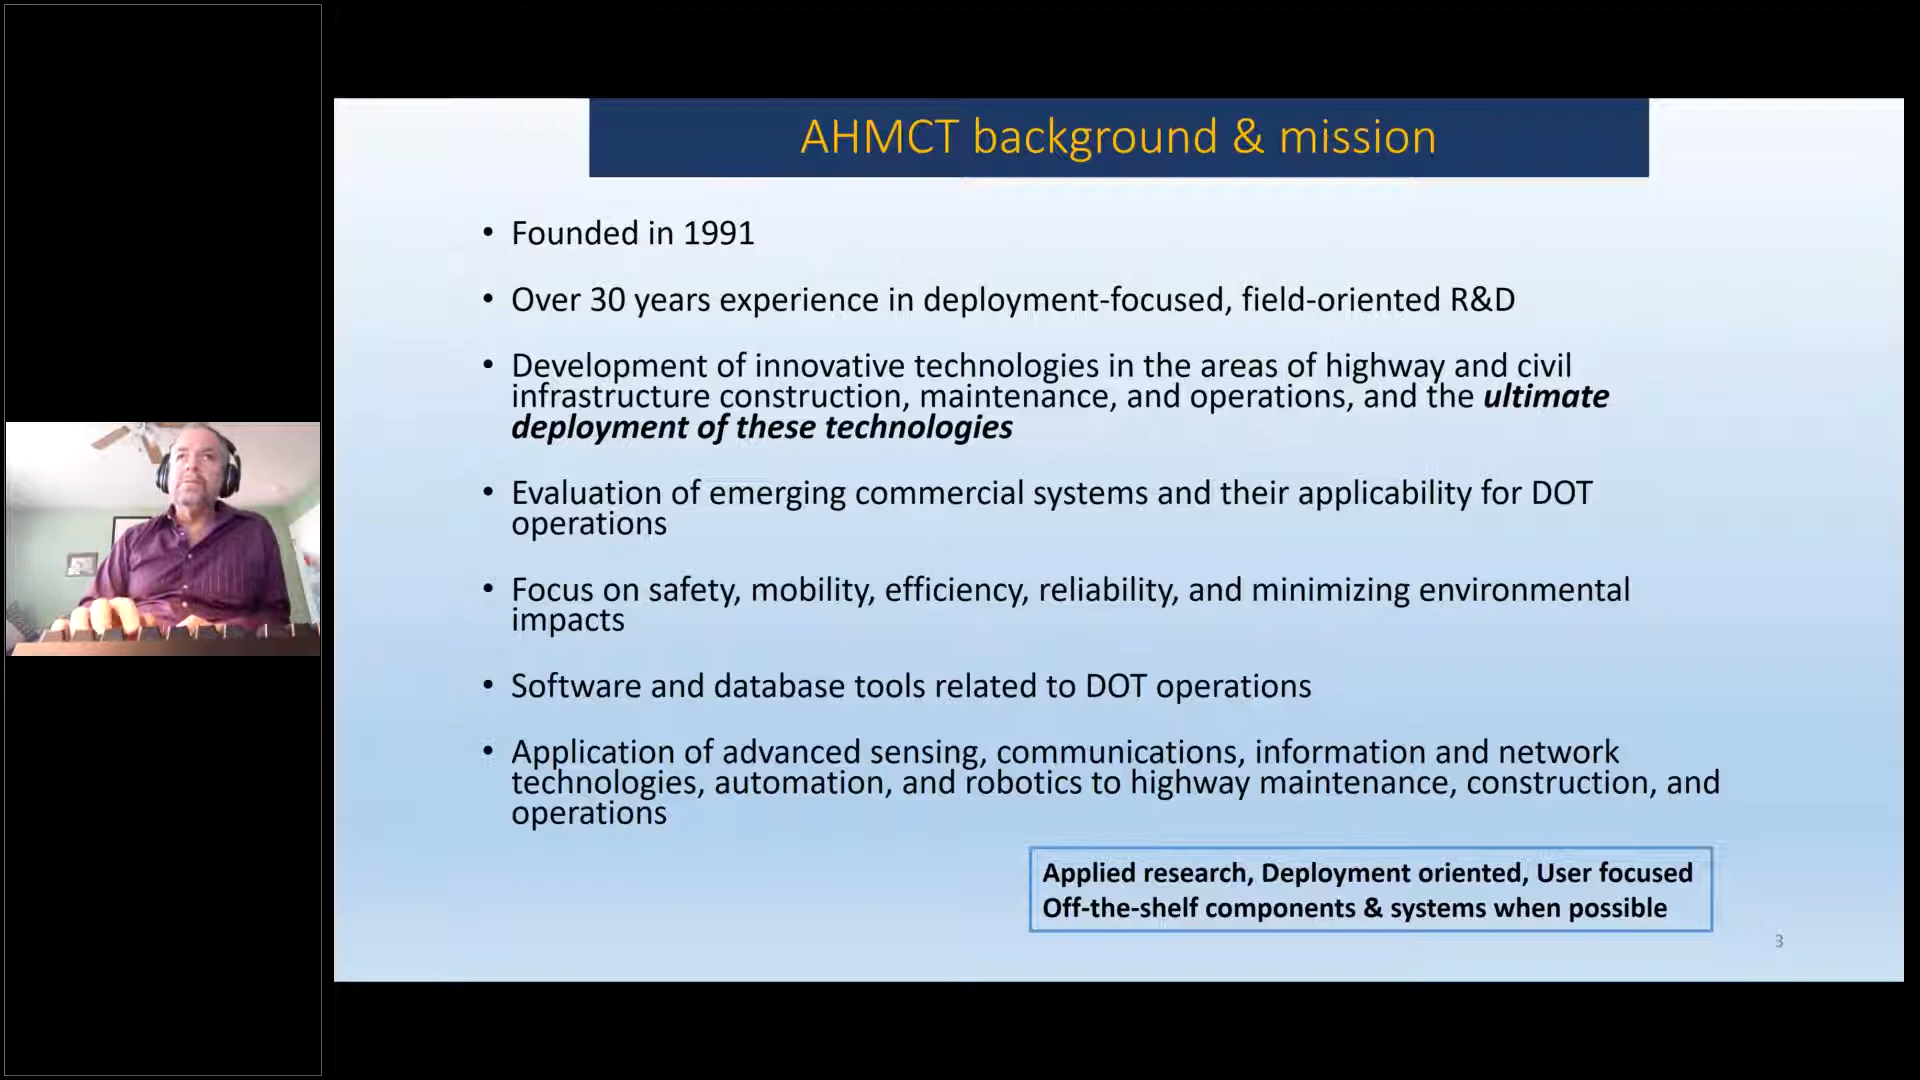 AHMCT background & mission
• Founded in 1991
• Over 30 years experience in deployment-focused, field-oriented R&D
• Development of innovative technologies in the areas of highway and civil
infrastructure construction, maintenance, and operations, and the ultimate
deployment of these technologies
• Evaluation of emerging commercial systems and their applicability for DOT
operations
• Focus on safety, mobility, efficiency, reliability, and minimizing environmental
impacts
• Software and database tools related to DOT operations
• Application of advanced sensing, communications, information and network
technologies, automation, and robotics to highway maintenance, construction, and
operations
Applied research, Deployment oriented, User focused
Off-the-shelf components & systems when possible
3